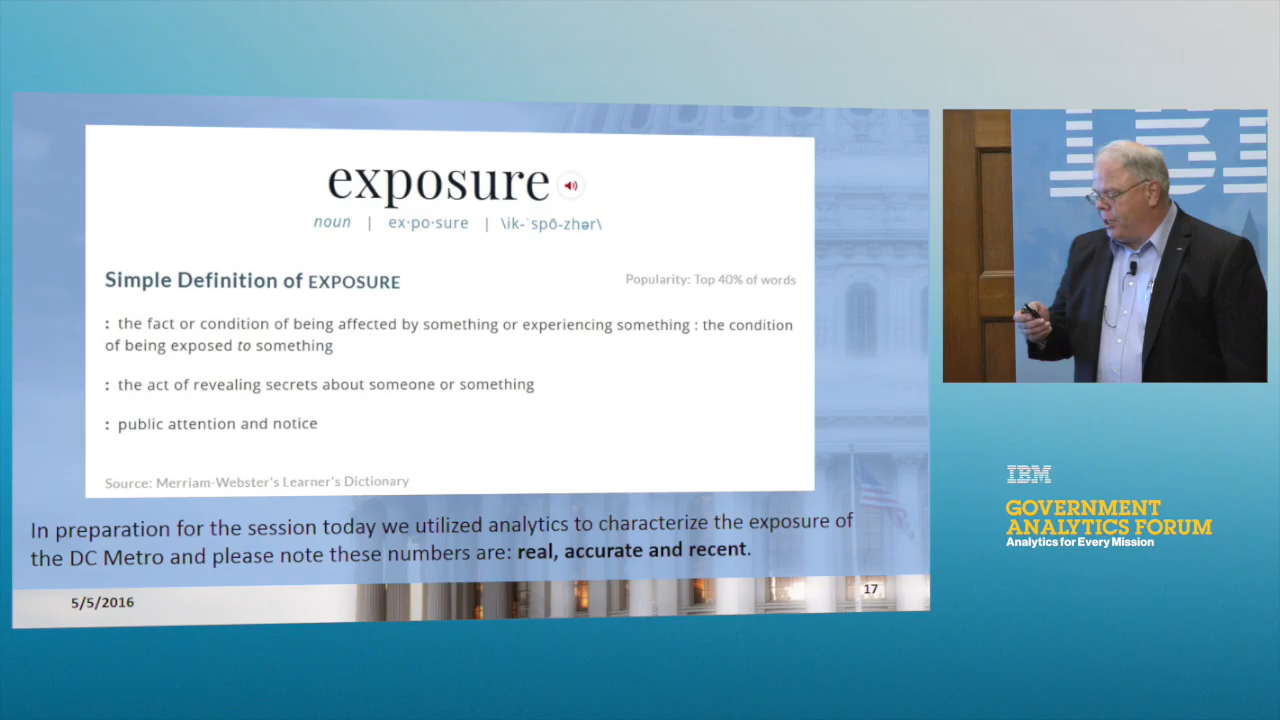 exposure
noun | ex·po·sure | \ik-ˈspō-zhər\
Simple Definition of EXPOSURE
Popularity: Top 40% of words
: the fact or condition of being affected by something or experiencing something : the condition
of being exposed to something
: the act of revealing secrets about someone or something
: public attention and notice
Source: Merriam-Webster's Learner's Dictionary
In preparation for the session today we utilized analytics to characterize the exposure of
the DC Metro and please note these numbers are: real, accurate and recent.
5/5/2016
17
IBM
IBM
GOVERNMENT
ANALYTICS FORUM
Analytics for Every Mission